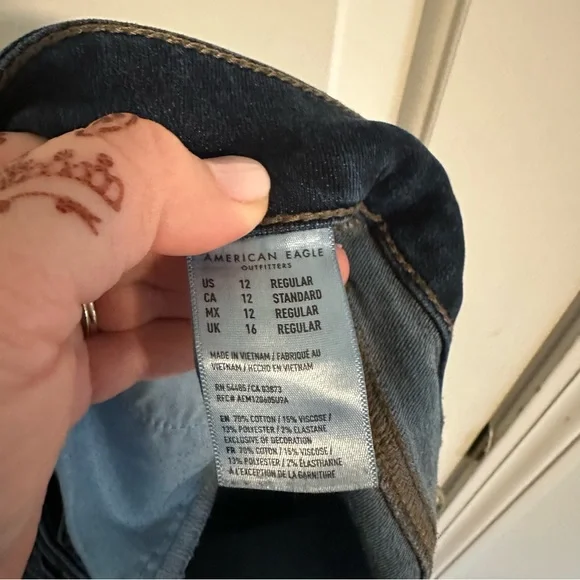 AMERICAN EAGLE
OUTFITTERS
US 12 REGULAR
CA 12 STANDARD
MX 12 REGULAR
UK 16 REGULAR
MADE IN VIETNAM / FABRIQUÉ AU
VIETNAM / HECHO EN VIETNAM
RN 54485 / CA 03873
REC# AEM120605U9A
EN 70% COTTON / 15% VISCOSE /
13% POLYESTER / 2% ELASTANE
EXCLUSIVE OF DECORATION
FR 70% COTON / 15% VISCOSE /
13% POLYESTER / 2% ÉLASTHANNE
À L'EXCEPTION DE LA GARNITURE